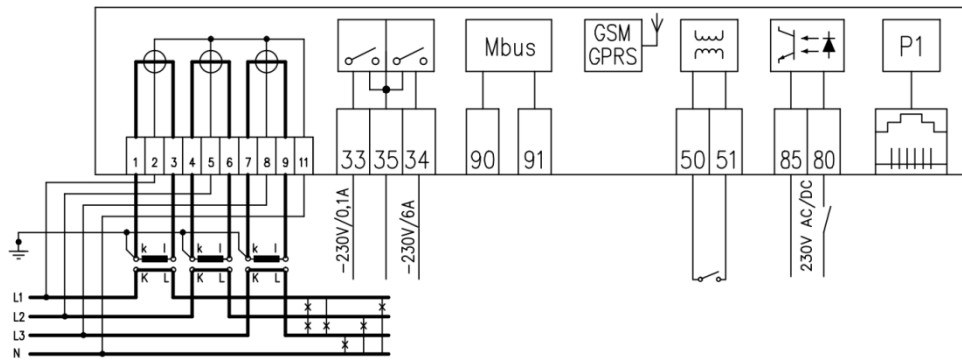 GSM
GPRS
Mbus
P1
1 2 3 4 5 6 7 8 9 11
33 35 34
90 91
50 51
85 80
~230V/0,1A
~230V/6A
230V AC/DC
k l k l k l
K L K L K L
L1
L2
L3
N